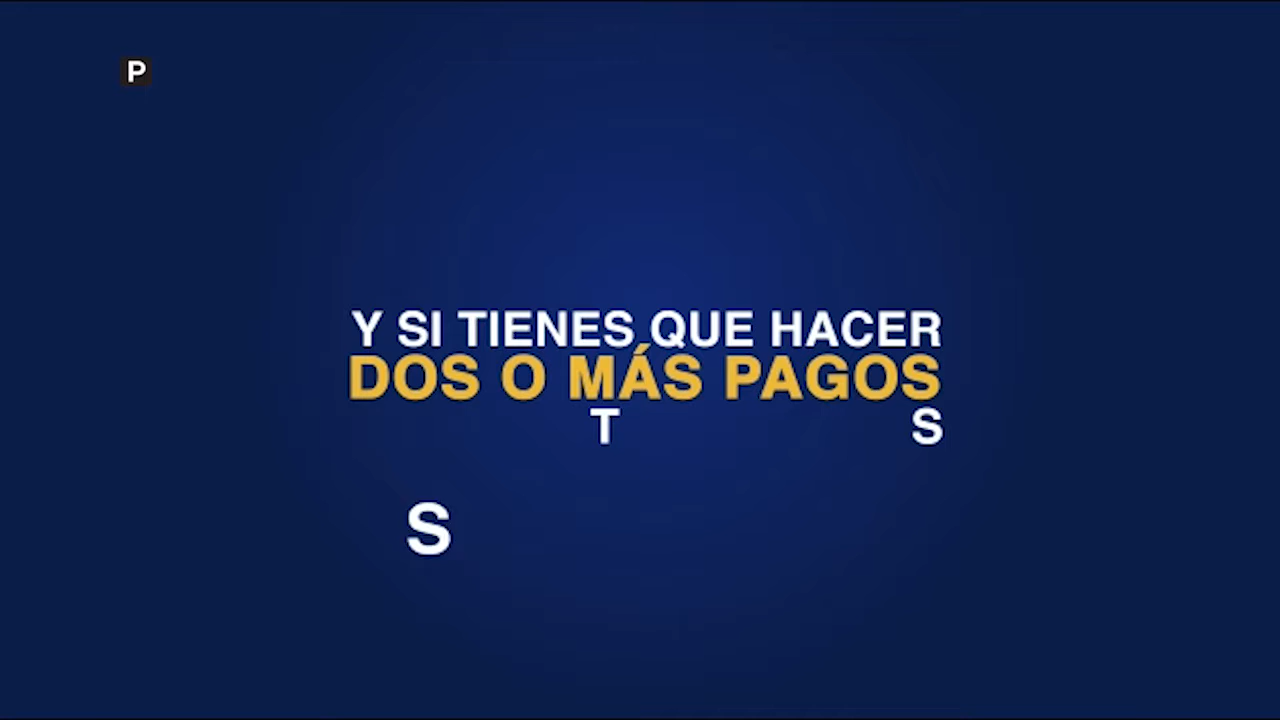 P
Y SI TIENES QUE HACER
DOS O MÁS PAGOS
T S
S